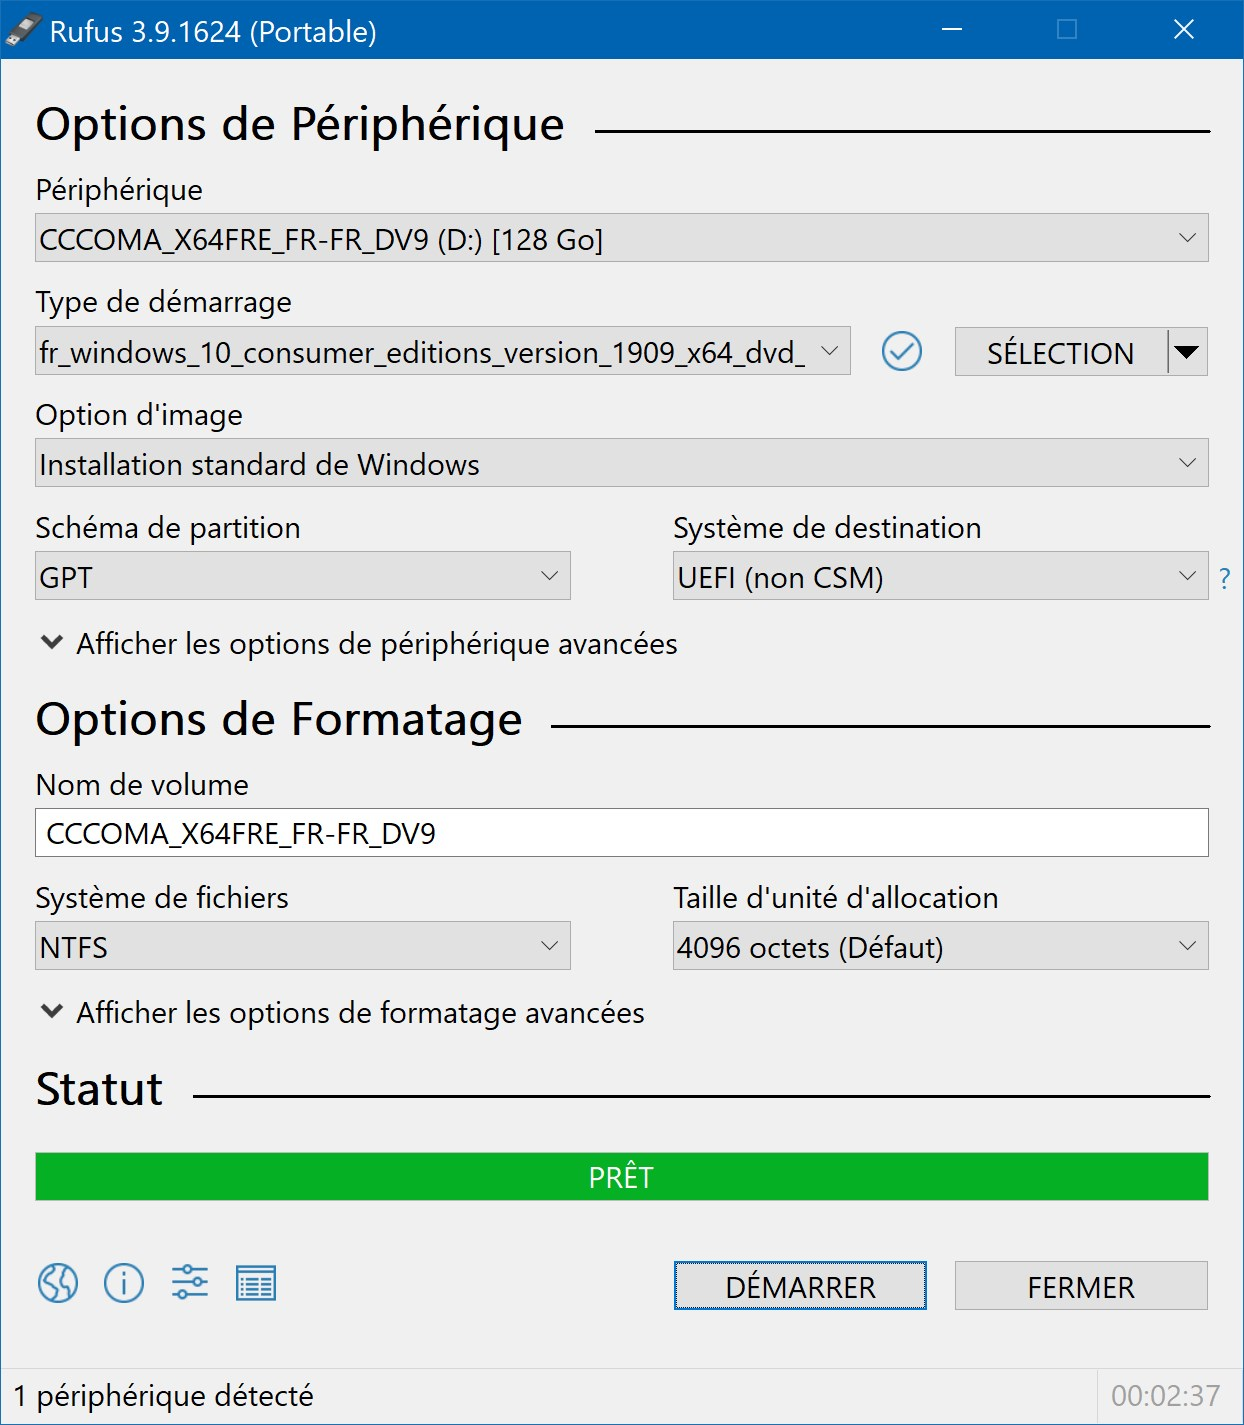 Rufus 3.9.1624 (Portable)
Options de Périphérique
Périphérique
CCCOMA_X64FRE_FR-FR_DV9 (D:) [128 Go]
Type de démarrage
fr_windows_10_consumer_editions_version_1909_x64_dvd_
SÉLECTION
Option d'image
Installation standard de Windows
Schéma de partition
Système de destination
GPT
UEFI (non CSM)
?
Afficher les options de périphérique avancées
Options de Formatage
Nom de volume
CCCOMA_X64FRE_FR-FR_DV9
Système de fichiers
Taille d'unité d'allocation
NTFS
4096 octets (Défaut)
Afficher les options de formatage avancées
Statut
PRÊT
DÉMARRER
FERMER
1 périphérique détecté
00:02:37